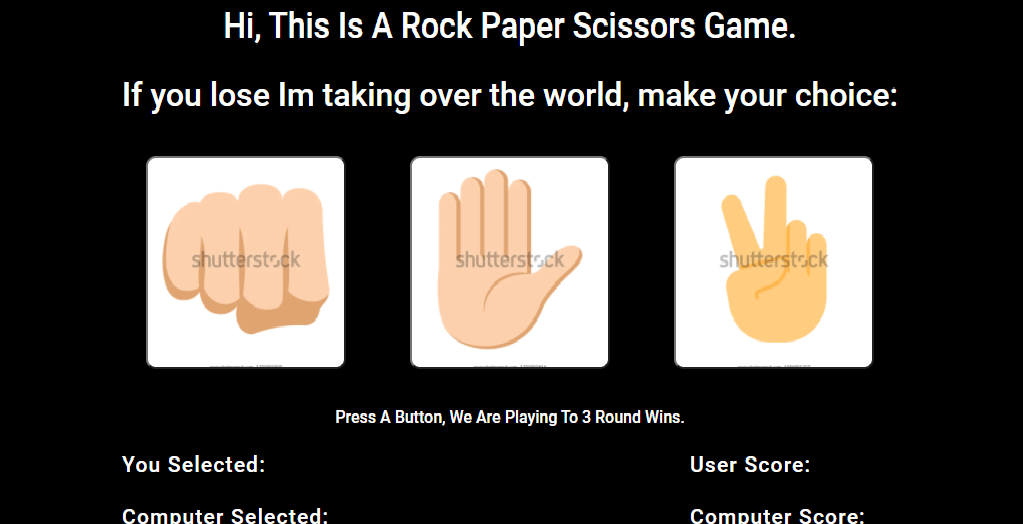 Hi, This Is A Rock Paper Scissors Game.
If you lose Im taking over the world, make your choice:
shutterstock shutterstock shutterstock
Press A Button, We Are Playing To 3 Round Wins.
You Selected: User Score:
Computer Selected: Computer Score: